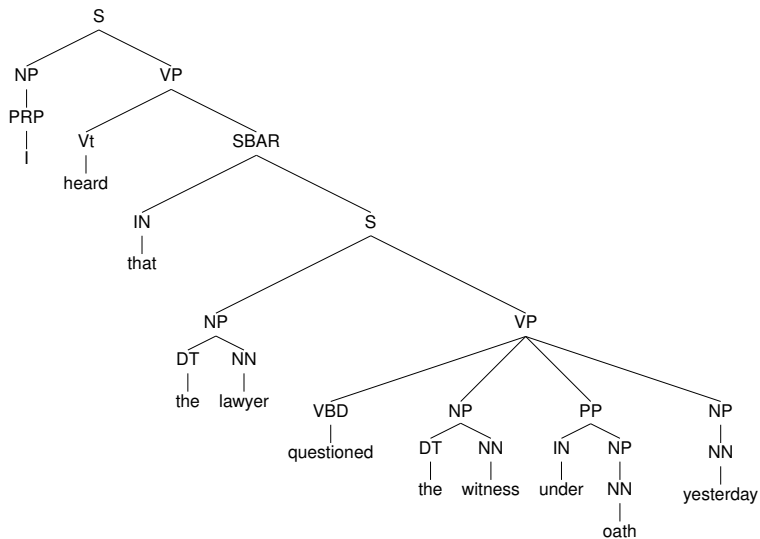 S
NP VP
PRP
Vt SBAR
I
heard
IN S
that
NP VP
DT NN
the lawyer
VBD NP PP NP
DT NN IN NP NN
questioned
the witness under NN yesterday
oath